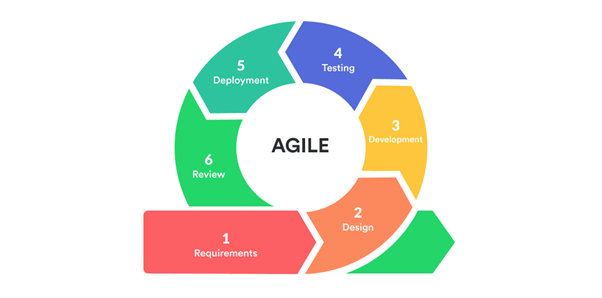 AGILE
1
Requirements
2
Design
3
Development
4
Testing
5
Deployment
6
Review